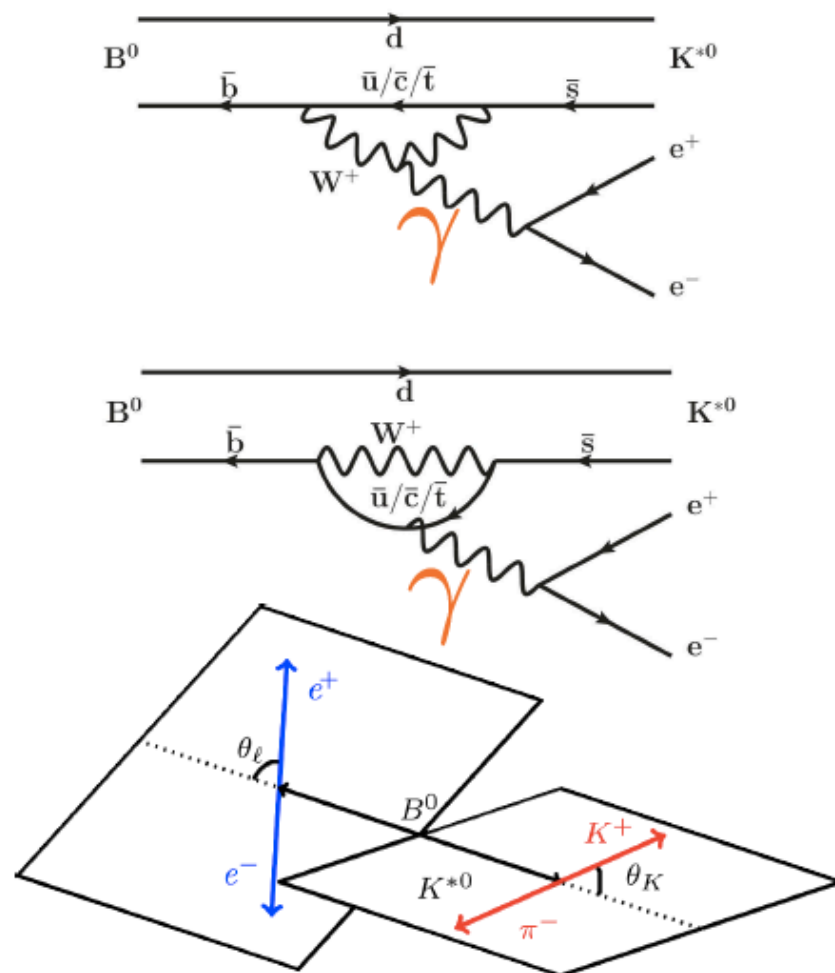 d
B⁰ K*⁰
b̄ ū/c̄/t̄ s̄
e⁺
W⁺
γ
e⁻
d
B⁰ K*⁰
W⁺
b̄ s̄
ū/c̄/t̄
e⁺
γ
e⁻
e⁺
θℓ
B⁰
K⁺
e⁻ K*⁰ θK
π⁻